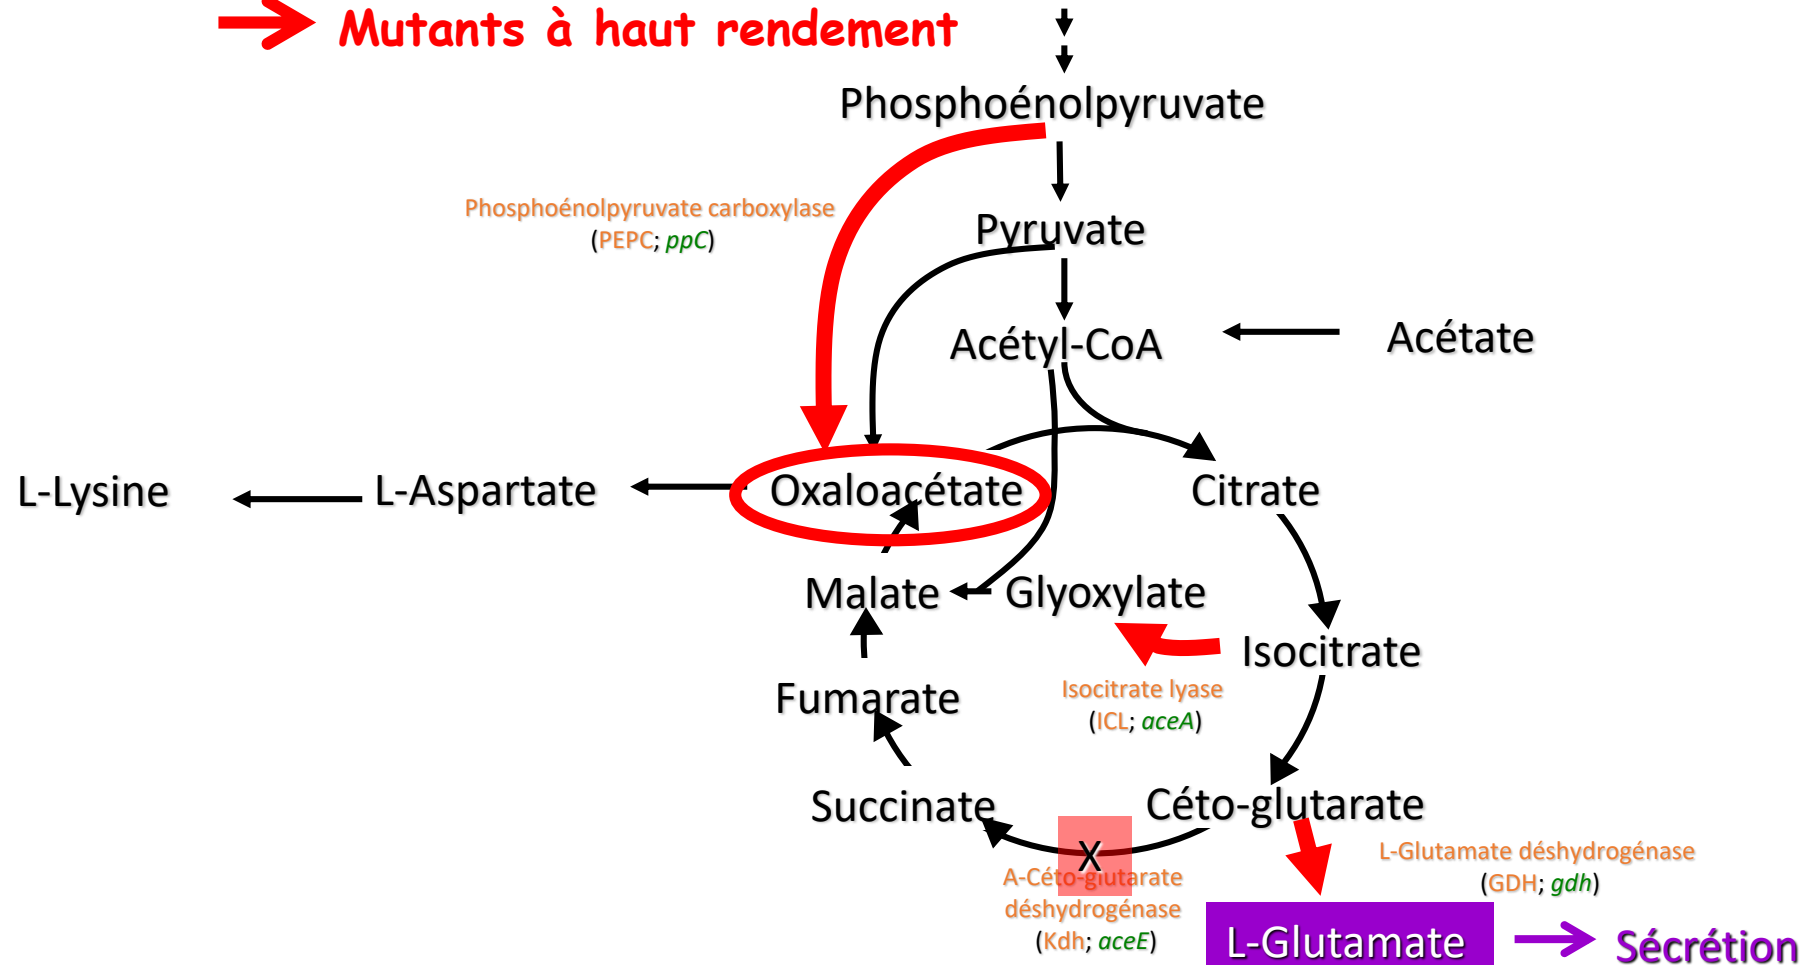 Mutants à haut rendement
Phosphoénolpyruvate
Phosphoénolpyruvate carboxylase
(PEPC; ppC)
Pyruvate
Acétyl-CoA
Acétate
L-Lysine
L-Aspartate
Oxaloacétate
Citrate
Malate
Glyoxylate
Isocitrate
Isocitrate lyase
(ICL; aceA)
Fumarate
Succinate
Céto-glutarate
X
A-Céto-glutarate
déshydrogénase
(Kdh; aceE)
L-Glutamate déshydrogénase
(GDH; gdh)
L-Glutamate
Sécrétion